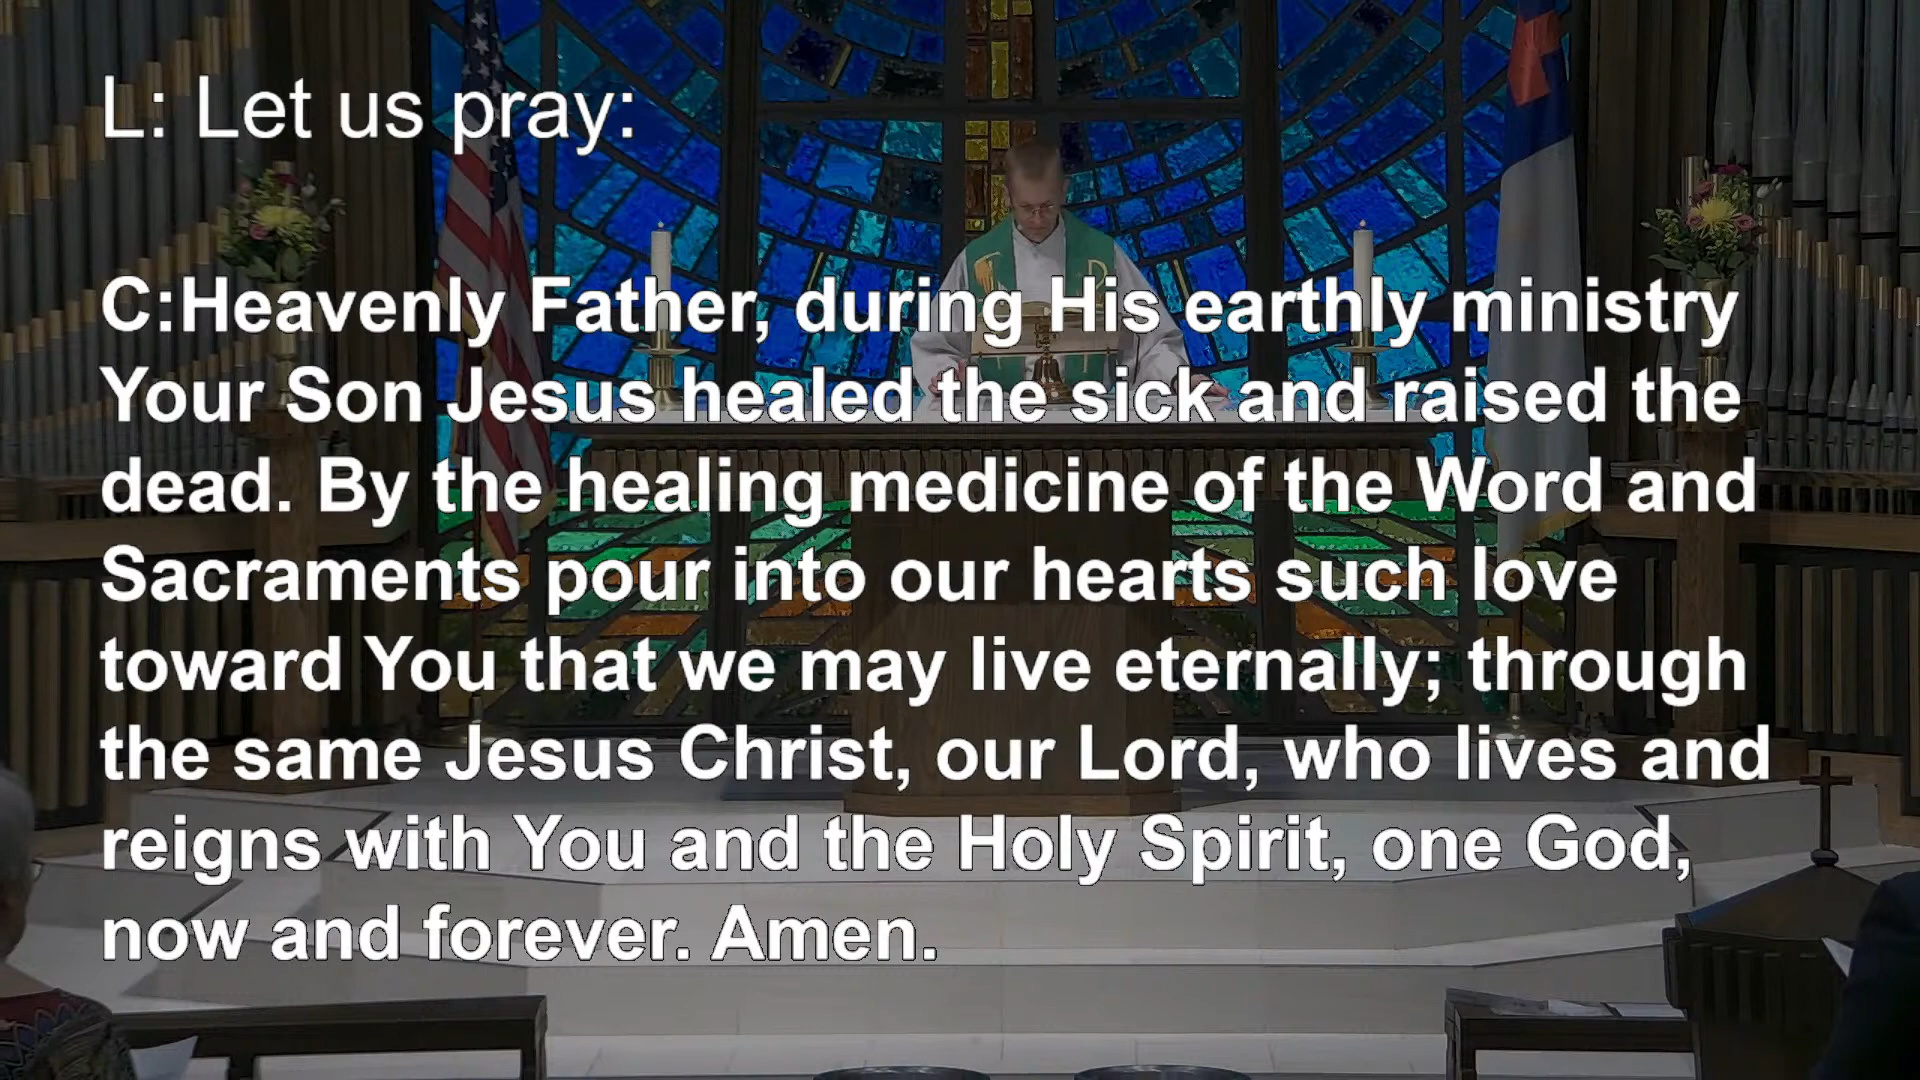 L: Let us pray:
C:Heavenly Father, during His earthly ministry
Your Son Jesus healed the sick and raised the
dead. By the healing medicine of the Word and
Sacraments pour into our hearts such love
toward You that we may live eternally; through
the same Jesus Christ, our Lord, who lives and
reigns with You and the Holy Spirit, one God,
now and forever. Amen.